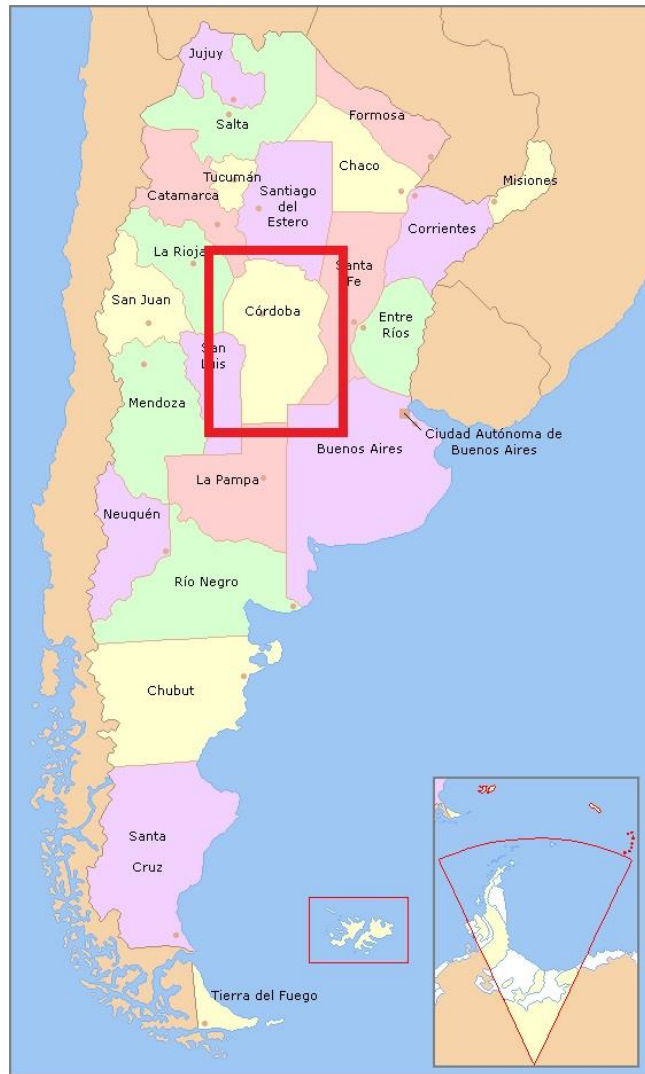 Jujuy
Salta
Formosa
Chaco
Tucumán
Misiones
Catamarca
Santiago
del
Estero
Corrientes
La Rioja
Santa
Fe
San Juan
Córdoba
Entre
Ríos
San
Luis
Mendoza
Ciudad Autónoma de
Buenos Aires
Buenos Aires
La Pampa
Neuquén
Río Negro
Chubut
Santa
Cruz
Tierra del Fuego